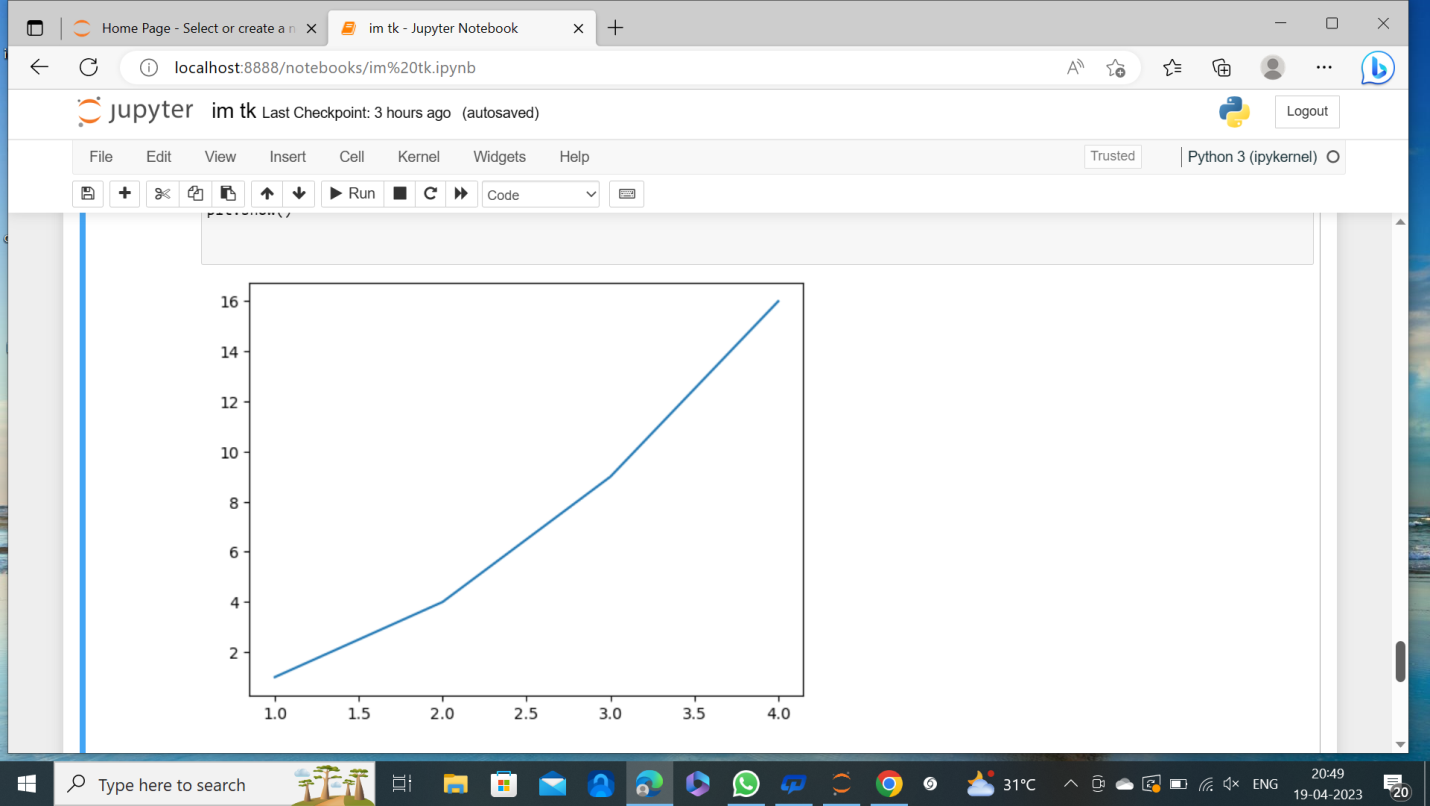 Home Page - Select or create a n
im tk - Jupyter Notebook
localhost:8888/notebooks/im%20tk.ipynb
jupyter im tk Last Checkpoint: 3 hours ago (autosaved)
Logout
File Edit View Insert Cell Kernel Widgets Help
Trusted
Python 3 (ipykernel)
Run
Code
plt.show()
16
14
12
10
8
6
4
2
1.0 1.5 2.0 2.5 3.0 3.5 4.0
Type here to search
31°C
ENG
20:49
19-04-2023
20